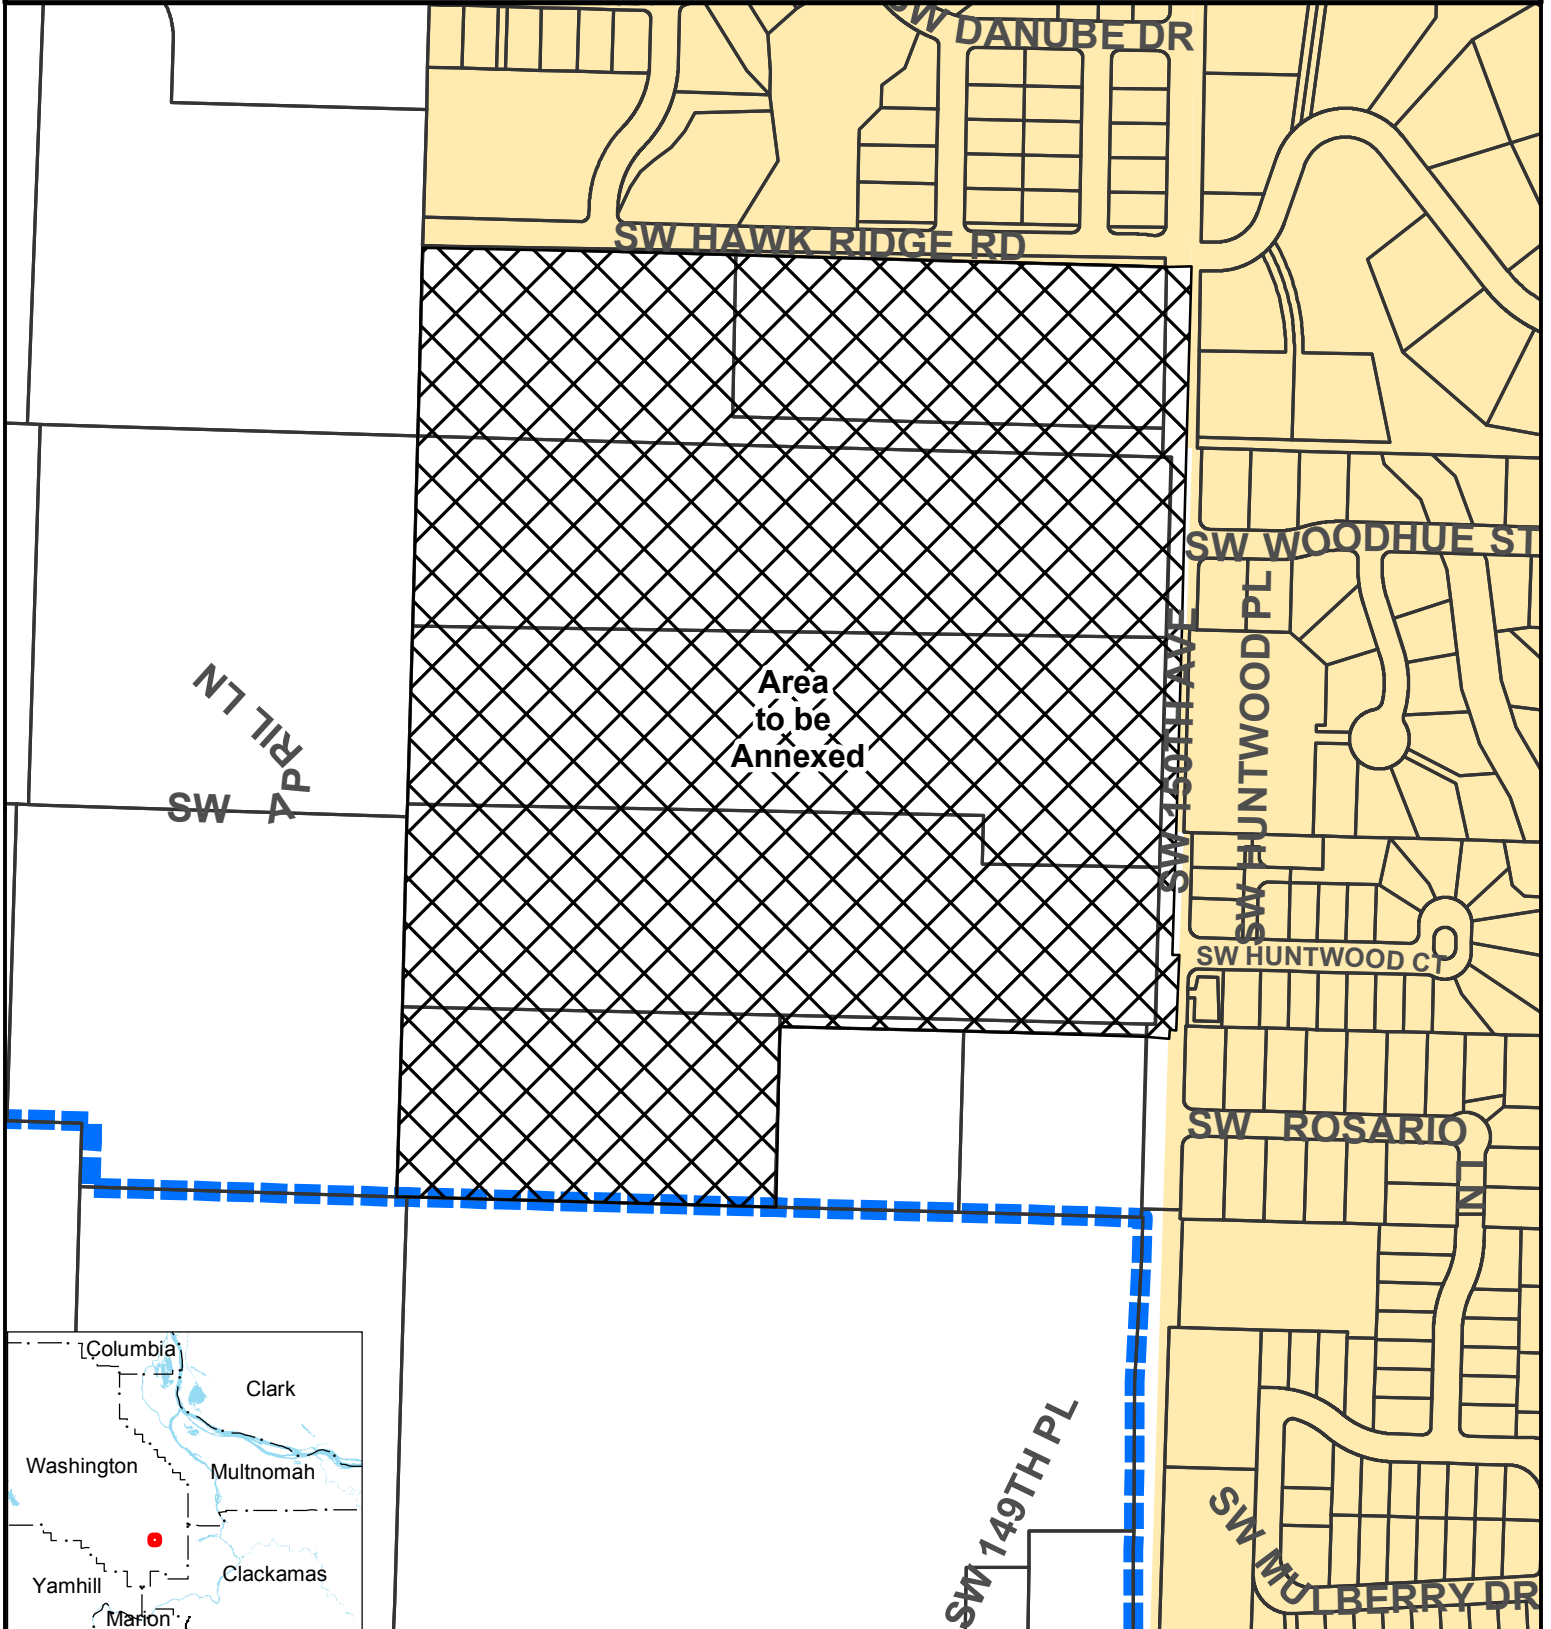 SW DANUBE DR
SW HAWK RIDGE RD
SW WOODHUE ST
SW HUNTWOOD PL
SW 150TH AVE
Area
to be
Annexed
SW APRIL LN
SW HUNTWOOD CT
SW ROSARIO LN
SW 149TH PL
SW MULBERRY DR
Columbia
Clark
Washington
Multnomah
Yamhill
Clackamas
Marion